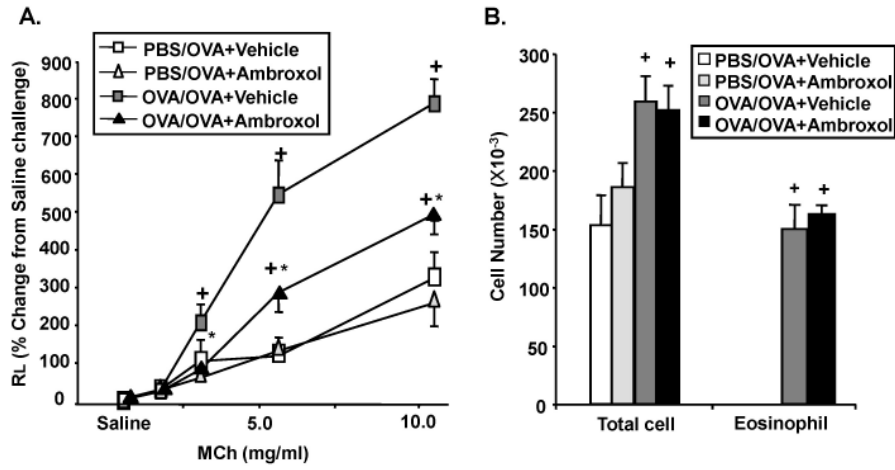 A.
PBS/OVA+Vehicle
PBS/OVA+Ambroxol
OVA/OVA+Vehicle
OVA/OVA+Ambroxol
RL (% Change from Saline challenge)
900
800
700
600
500
400
300
200
100
0
+
+
+
+*
+*
*
Saline 5.0 10.0
MCh (mg/ml)
B.
PBS/OVA+Vehicle
PBS/OVA+Ambroxol
OVA/OVA+Vehicle
OVA/OVA+Ambroxol
Cell Number (X10⁻³)
300
250
200
150
100
50
0
+ +
+ +
Total cell Eosinophil